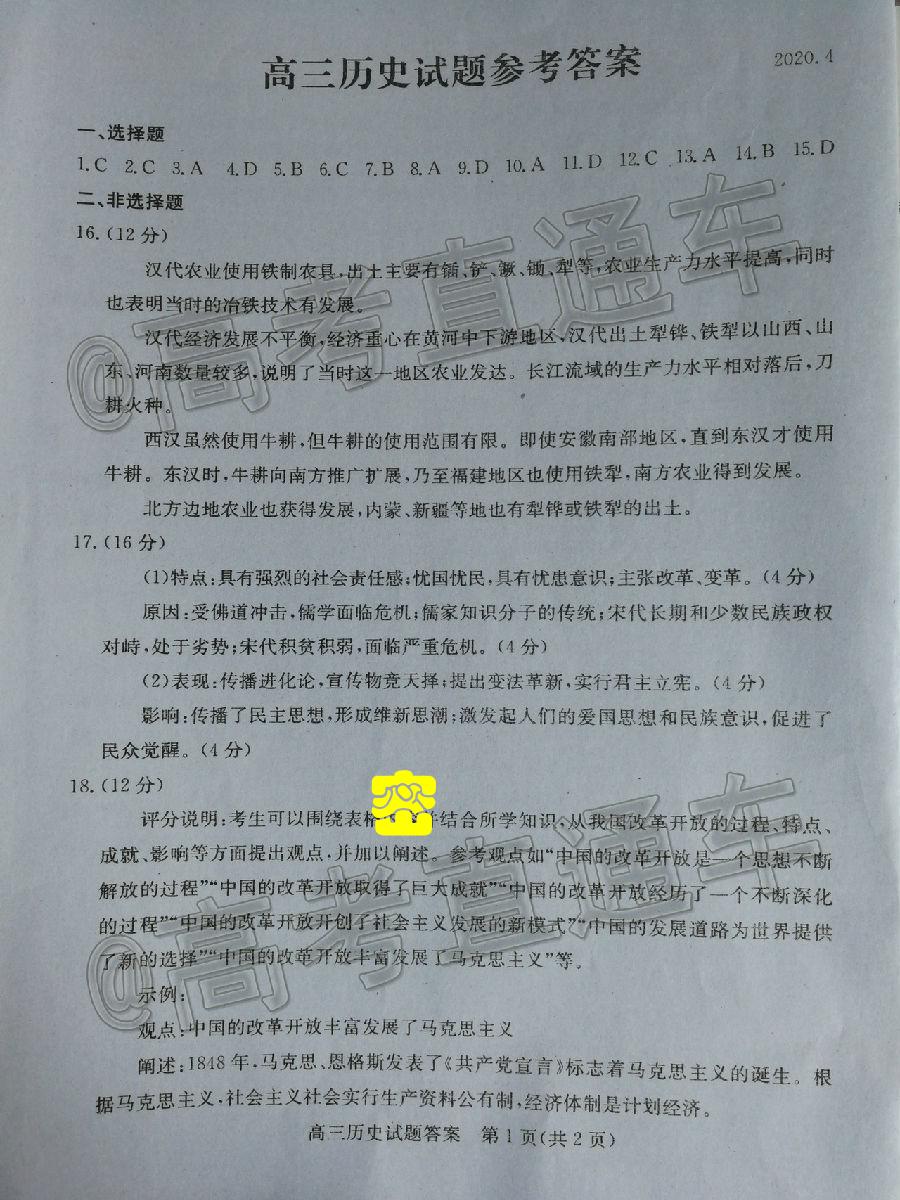 高三历史试题参考答案
2020.4
一、选择题
1.C 2.C 3.A 4.D 5.B 6.C 7.B 8.A 9.D 10.A 11.D 12.C 13.A 14.B 15.D
二、非选择题
16.(12分)
汉代农业使用铁制农具,出土主要有锸、铲、镢、锄、犁等,农业生产力水平提高,同时
也表明当时的冶铁技术有发展。
汉代经济发展不平衡,经济重心在黄河中下游地区,汉代出土犁铧、铁犁以山西、山
东、河南数量较多,说明了当时这一地区农业发达。长江流域的生产力水平相对落后,刀
耕火种。
西汉虽然使用牛耕,但牛耕的使用范围有限。即使安徽南部地区,直到东汉才使用
牛耕。东汉时,牛耕向南方推广扩展,乃至福建地区也使用铁犁,南方农业得到发展。
北方边地农业也获得发展,内蒙、新疆等地也有犁铧或铁犁的出土。
17.(16分)
(1)特点:具有强烈的社会责任感;忧国忧民,具有忧患意识;主张改革、变革。(4分)
原因:受佛道冲击,儒学面临危机;儒家知识分子的传统;宋代长期和少数民族政权
对峙,处于劣势;宋代积贫积弱,面临严重危机。(4分)
(2)表现:传播进化论,宣传物竞天择;提出变法革新,实行君主立宪。(4分)
影响:传播了民主思想,形成维新思潮;激发起人们的爱国思想和民族意识,促进了
民众觉醒。(4分)
18.(12分)
评分说明:考生可以围绕表格 结合所学知识,从我国改革开放的过程、特点、
成就、影响等方面提出观点,并加以阐述。参考观点如“中国的改革开放是一个思想不断
解放的过程”“中国的改革开放取得了巨大成就”“中国的改革开放经历了一个不断深化
的过程”“中国的改革开放开创了社会主义发展的新模式”“中国的发展道路为世界提供
了新的选择”“中国的改革开放丰富发展了马克思主义”等。
示例:
观点:中国的改革开放丰富发展了马克思主义
阐述:1848年,马克思、恩格斯发表了《共产党宣言》标志着马克思主义的诞生。根
据马克思主义,社会主义社会实行生产资料公有制,经济体制是计划经济。
高三历史试题答案 第1页(共2页)
@高考直通车
@高考直通车